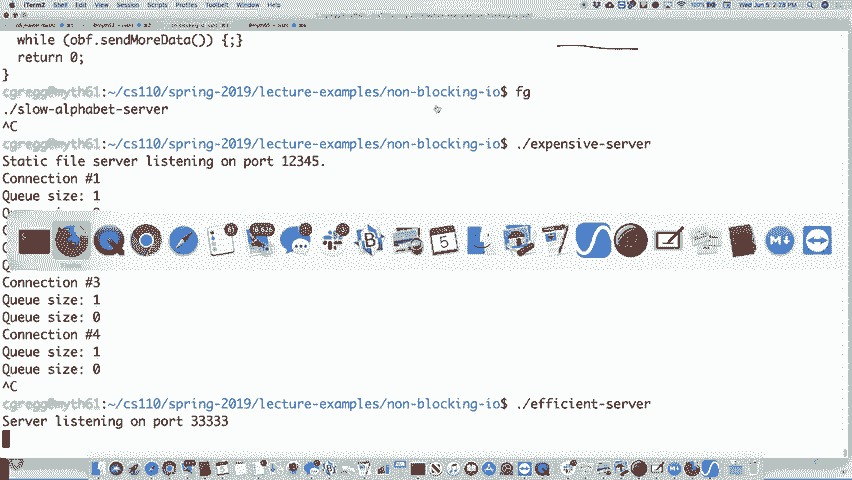 iTerm2 Shell Edit View Session Scripts Profiles Toolbelt Window Help
Wed Jun 5 2:28 PM
while (obf.sendMoreData()) {;}
return 0;
}
cgregg@myth61:~/cs110/spring-2019/lecture-examples/non-blocking-io$ fg
./slow-alphabet-server
^C
cgregg@myth61:~/cs110/spring-2019/lecture-examples/non-blocking-io$ ./expensive-server
Static file server listening on port 12345.
Connection #1
Queue size: 1
5
Connection #3
Queue size: 1
Queue size: 0
Connection #4
Queue size: 1
Queue size: 0
^C
cgregg@myth61:~/cs110/spring-2019/lecture-examples/non-blocking-io$ ./efficient-server
Server listening on port 33333